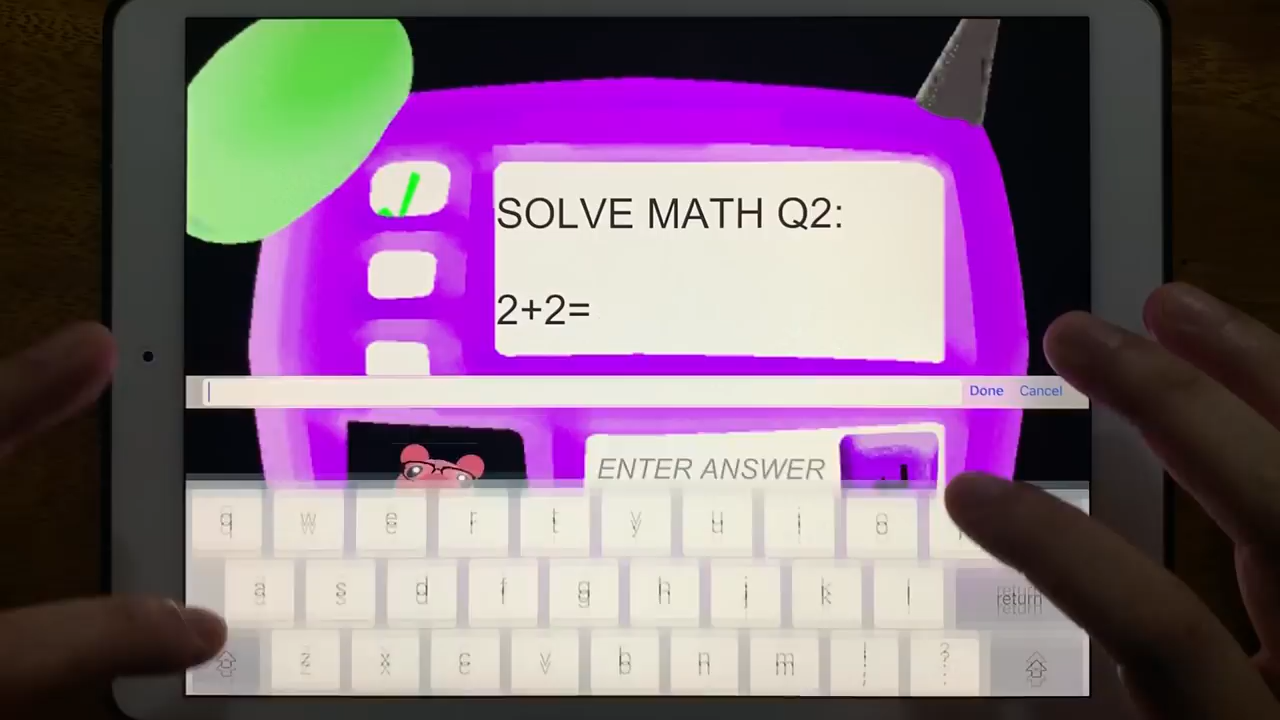 SOLVE MATH Q2:
2+2=
Done Cancel
ENTER ANSWER
q w e r t y u i o
a s d f g h j k l return
z x c v b n m ! ?
, .